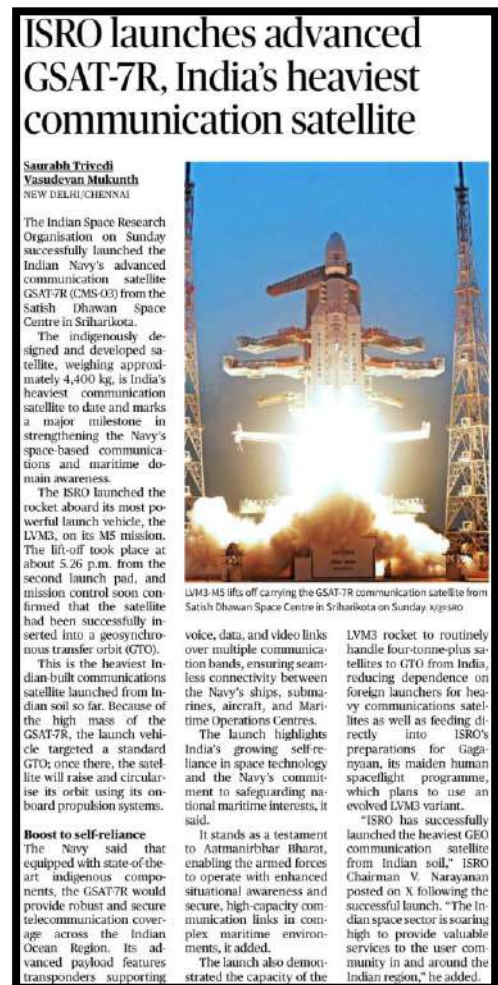 ISRO launches advanced
GSAT-7R, India's heaviest
communication satellite
Saurabh Trivedi
Vasudevan Mukunth
NEW DELHI/CHENNAI
The Indian Space Research
Organisation on Sunday
successfully launched the
Indian Navy's advanced
communication satellite
GSAT-7R (CMS-03) from the
Satish Dhawan Space
Centre in Sriharikota.
The indigenously de-
signed and developed sa-
tellite, weighing approxi-
mately 4,400 kg, is India's
heaviest communication
satellite to date and marks
a major milestone in
strengthening the Navy's
space-based communica-
tions and maritime do-
main awareness.
The ISRO launched the
rocket aboard its most po-
werful launch vehicle, the
LVM3, on its M5 mission.
The lift-off took place at
about 5.26 p.m. from the
second launch pad, and
mission control soon con-
firmed that the satellite
had been successfully in-
serted into a geosynchro-
nous transfer orbit (GTO).
This is the heaviest In-
dian-built communications
satellite launched from In-
dian soil so far. Because of
the high mass of the
GSAT-7R, the launch vehi-
cle targeted a standard
GTO; once there, the satel-
lite will raise and circular-
ise its orbit using its on-
board propulsion systems.
Boost to self-reliance
The Navy said that
equipped with state-of-the-
art indigenous compo-
nents, the GSAT-7R would
provide robust and secure
telecommunication cover-
age across the Indian
Ocean Region. Its ad-
vanced payload features
transponders supporting
LVM3-M5 lifts off carrying the GSAT-7R communication satellite from
Satish Dhawan Space Centre in Sriharikota on Sunday. X/@ISRO
voice, data, and video links
over multiple communica-
tion bands, ensuring seam-
less connectivity between
the Navy's ships, subma-
rines, aircraft, and Mari-
time Operations Centres.
The launch highlights
India's growing self-re-
liance in space technology
and the Navy's commit-
ment to safeguarding na-
tional maritime interests, it
said.
It stands as a testament
to Aatmanirbhar Bharat,
enabling the armed forces
to operate with enhanced
situational awareness and
secure, high-capacity com-
munication links in com-
plex maritime environ-
ments, it added.
The launch also demon-
strated the capacity of the
LVM3 rocket to routinely
handle four-tonne-plus sa-
tellites to GTO from India,
reducing dependence on
foreign launchers for hea-
vy communications satel-
lites as well as feeding di-
rectly into ISRO's
preparations for Gaga-
nyaan, its maiden human
spaceflight programme,
which plans to use an
evolved LVM3 variant.
"ISRO has successfully
launched the heaviest GEO
communication satellite
from Indian soil," ISRO
Chairman V. Narayanan
posted on X following the
successful launch. "The In-
dian space sector is soaring
high to provide valuable
services to the user com-
munity in and around the
Indian region," he added.